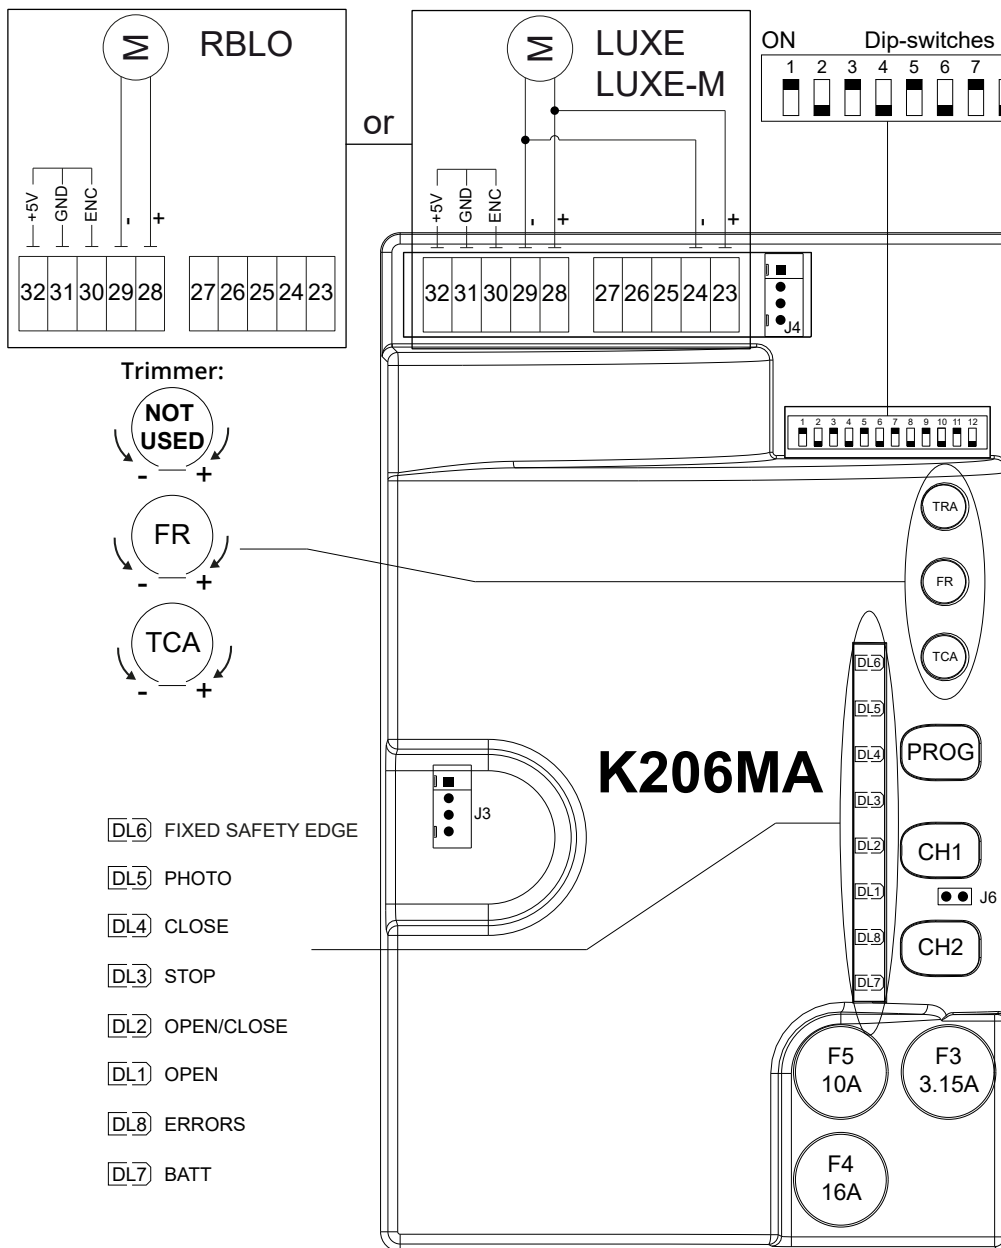 RBLO
M
+5V
GND
ENC
-
+
32 31 30 29 28 27 26 25 24 23
or
LUXE
LUXE-M
M
+5V
GND
ENC
-
+
-
+
32 31 30 29 28 27 26 25 24 23
J4
ON Dip-switches
1 2 3 4 5 6 7
1 2 3 4 5 6 7 8 9 10 11 12
Trimmer:
NOT
USED
- +
FR
- +
TCA
- +
TRA
FR
TCA
DL6
DL5
DL4
DL3
DL2
DL1
DL8
DL7
K206MA
PROG
CH1
J6
CH2
J3
DL6 FIXED SAFETY EDGE
DL5 PHOTO
DL4 CLOSE
DL3 STOP
DL2 OPEN/CLOSE
DL1 OPEN
DL8 ERRORS
DL7 BATT
F5
10A
F3
3.15A
F4
16A